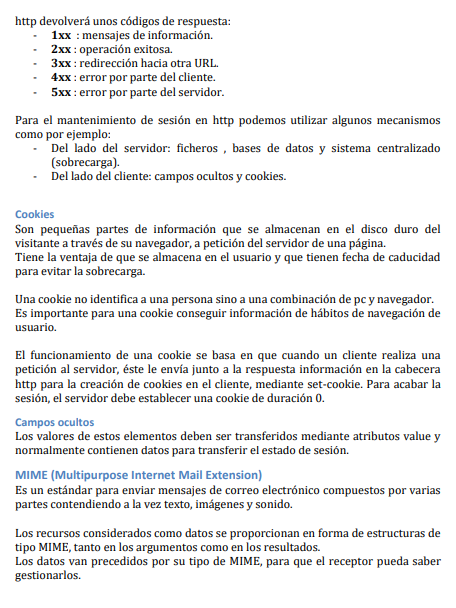 http devolverá unos códigos de respuesta:
- 1xx : mensajes de información.
- 2xx : operación exitosa.
- 3xx : redirección hacia otra URL.
- 4xx : error por parte del cliente.
- 5xx : error por parte del servidor.
Para el mantenimiento de sesión en http podemos utilizar algunos mecanismos
como por ejemplo:
- Del lado del servidor: ficheros , bases de datos y sistema centralizado
(sobrecarga).
- Del lado del cliente: campos ocultos y cookies.
Cookies
Son pequeñas partes de información que se almacenan en el disco duro del
visitante a través de su navegador, a petición del servidor de una página.
Tiene la ventaja de que se almacena en el usuario y que tienen fecha de caducidad
para evitar la sobrecarga.
Una cookie no identifica a una persona sino a una combinación de pc y navegador.
Es importante para una cookie conseguir información de hábitos de navegación de
usuario.
El funcionamiento de una cookie se basa en que cuando un cliente realiza una
petición al servidor, éste le envía junto a la respuesta información en la cabecera
http para la creación de cookies en el cliente, mediante set-cookie. Para acabar la
sesión, el servidor debe establecer una cookie de duración 0.
Campos ocultos
Los valores de estos elementos deben ser transferidos mediante atributos value y
normalmente contienen datos para transferir el estado de sesión.
MIME (Multipurpose Internet Mail Extension)
Es un estándar para enviar mensajes de correo electrónico compuestos por varias
partes contendiendo a la vez texto, imágenes y sonido.
Los recursos considerados como datos se proporcionan en forma de estructuras de
tipo MIME, tanto en los argumentos como en los resultados.
Los datos van precedidos por su tipo de MIME, para que el receptor pueda saber
gestionarlos.